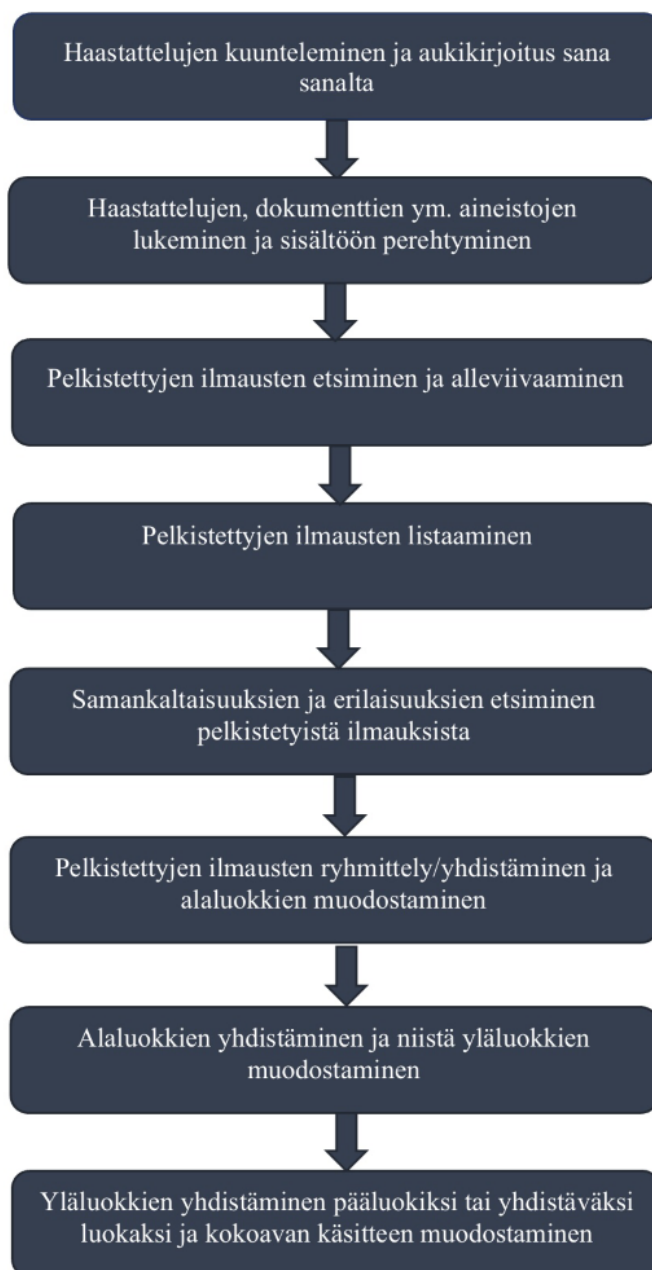 Haastattelujen kuunteleminen ja aukikirjoitus sana
sanalta
Haastattelujen, dokumenttien ym. aineistojen
lukeminen ja sisältöön perehtyminen
Pelkistettyjen ilmausten etsiminen ja alleviivaaminen
Pelkistettyjen ilmausten listaaminen
Samankaltaisuuksien ja erilaisuuksien etsiminen
pelkistetyistä ilmauksista
Pelkistettyjen ilmausten ryhmittely/yhdistäminen ja
alaluokkien muodostaminen
Alaluokkien yhdistäminen ja niistä yläluokkien
muodostaminen
Yläluokkien yhdistäminen pääluokiksi tai yhdistäväksi
luokaksi ja kokoavan käsitteen muodostaminen